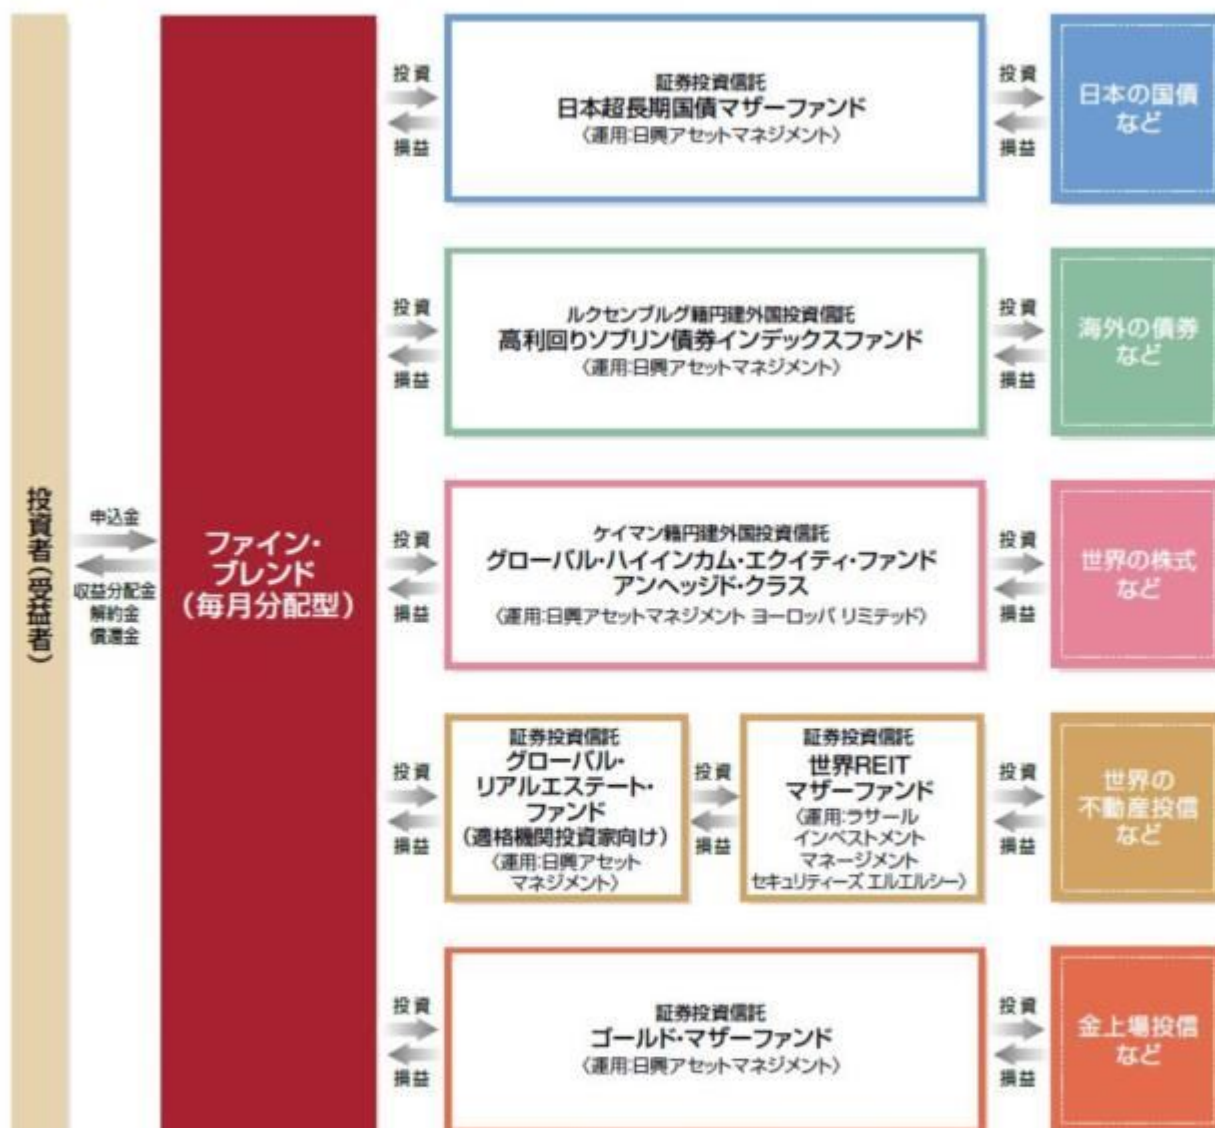 投資者(受益者)
申込金
収益分配金
解約金
償還金
ファイン・
ブレンド
(毎月分配型)
投資
損益
証券投資信託
日本超長期国債マザーファンド
〈運用:日興アセットマネジメント〉
投資
損益
日本の国債
など
投資
損益
ルクセンブルグ籍円建外国投資信託
高利回りソブリン債券インデックスファンド
〈運用:日興アセットマネジメント〉
投資
損益
海外の債券
など
投資
損益
ケイマン籍円建外国投資信託
グローバル・ハイインカム・エクイティ・ファンド
アンヘッジド・クラス
〈運用:日興アセットマネジメント ヨーロッパ リミテッド〉
投資
損益
世界の株式
など
投資
損益
証券投資信託
グローバル・
リアルエステート・
ファンド
(適格機関投資家向け)
〈運用:日興アセット
マネジメント〉
投資
損益
証券投資信託
世界REIT
マザーファンド
〈運用:ラサール
インベストメント
マネージメント
セキュリティーズ エルエルシー〉
投資
損益
世界の
不動産投信
など
投資
損益
証券投資信託
ゴールド・マザーファンド
〈運用:日興アセットマネジメント〉
投資
損益
金上場投信
など